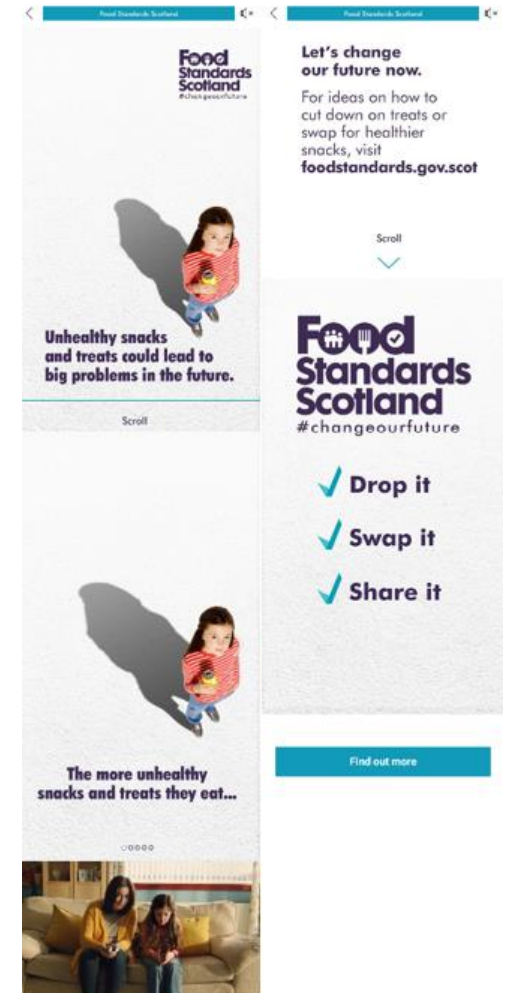 Food Standards Scotland
Food
Standards
Scotland
#changeourfuture
Unhealthy snacks
and treats could lead to
big problems in the future.
Scroll
The more unhealthy
snacks and treats they eat...
Food Standards Scotland
Let's change
our future now.
For ideas on how to
cut down on treats or
swap for healthier
snacks, visit
foodstandards.gov.scot
Scroll
Food
Standards
Scotland
#changeourfuture
Drop it
Swap it
Share it
Find out more